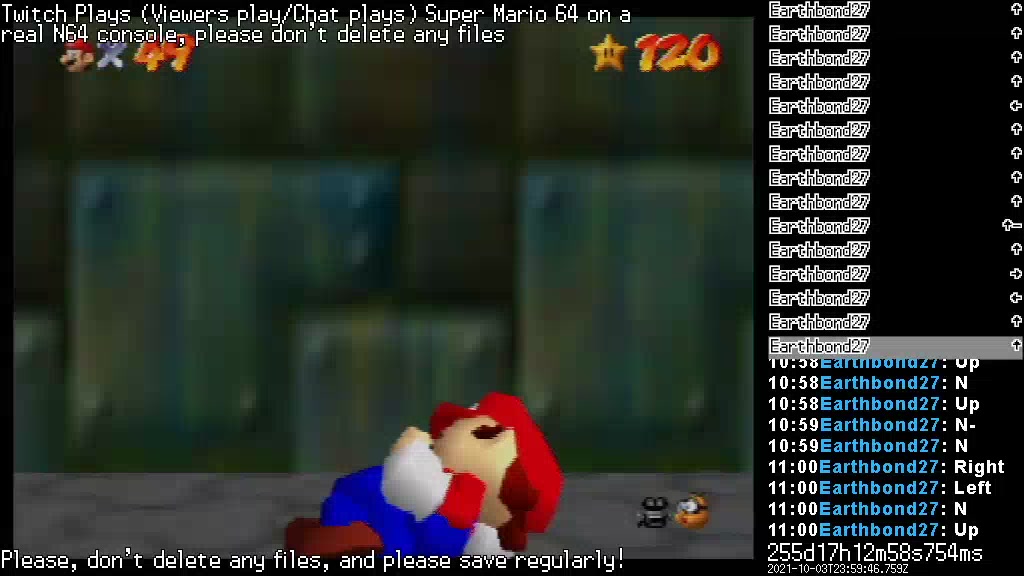 Twitch Plays (Viewers play/Chat plays) Super Mario 64 on a
real N64 console, please don't delete any files
x 49
120
Please, don't delete any files, and please save regularly!
Earthbond27 ↑
Earthbond27 ↑
Earthbond27 ↑
Earthbond27 ↑
Earthbond27 ←
Earthbond27 ↑
Earthbond27 ↑
Earthbond27 ↑
Earthbond27 ↑
Earthbond27 ↑-
Earthbond27 ↑
Earthbond27 →
Earthbond27 ←
Earthbond27 ↑
Earthbond27 ↑
10:58Earthbond27: Up
10:58Earthbond27: N
10:58Earthbond27: Up
10:59Earthbond27: N-
10:59Earthbond27: N
11:00Earthbond27: Right
11:00Earthbond27: Left
11:00Earthbond27: N
11:00Earthbond27: Up
255d17h12m58s754ms
2021-10-03T23:59:46.759Z